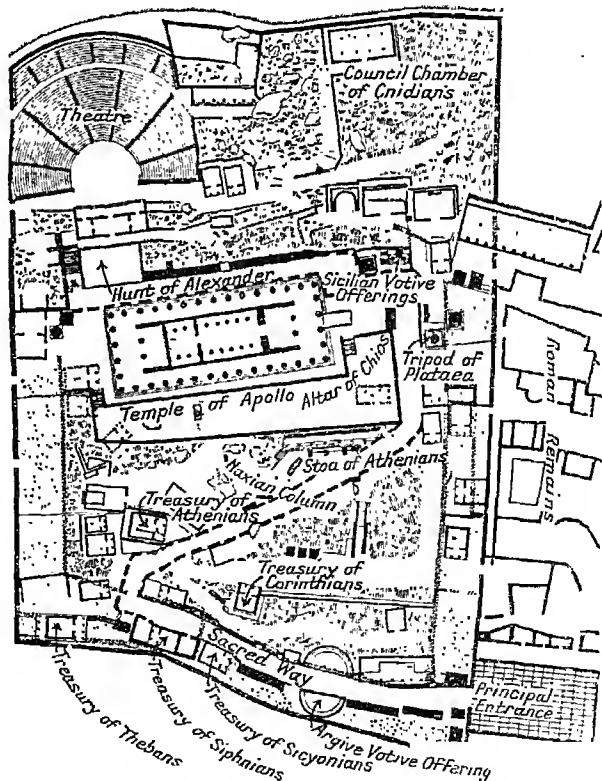 Council Chamber
of Cnidians
Theatre
Hunt of Alexander
Sicilian Votive
Offerings
Tripod of
Plataea
Roman
Remains
Temple of Apollo
Altar of Chios
Stoa of Athenians
Naxian Column
Treasury of
Athenians
Treasury of
Corinthians
Sacred Way
Principal
Entrance
Treasury of Thebans
Treasury of Siphnians
Treasury of Sicyonians
Argive Votive Offering